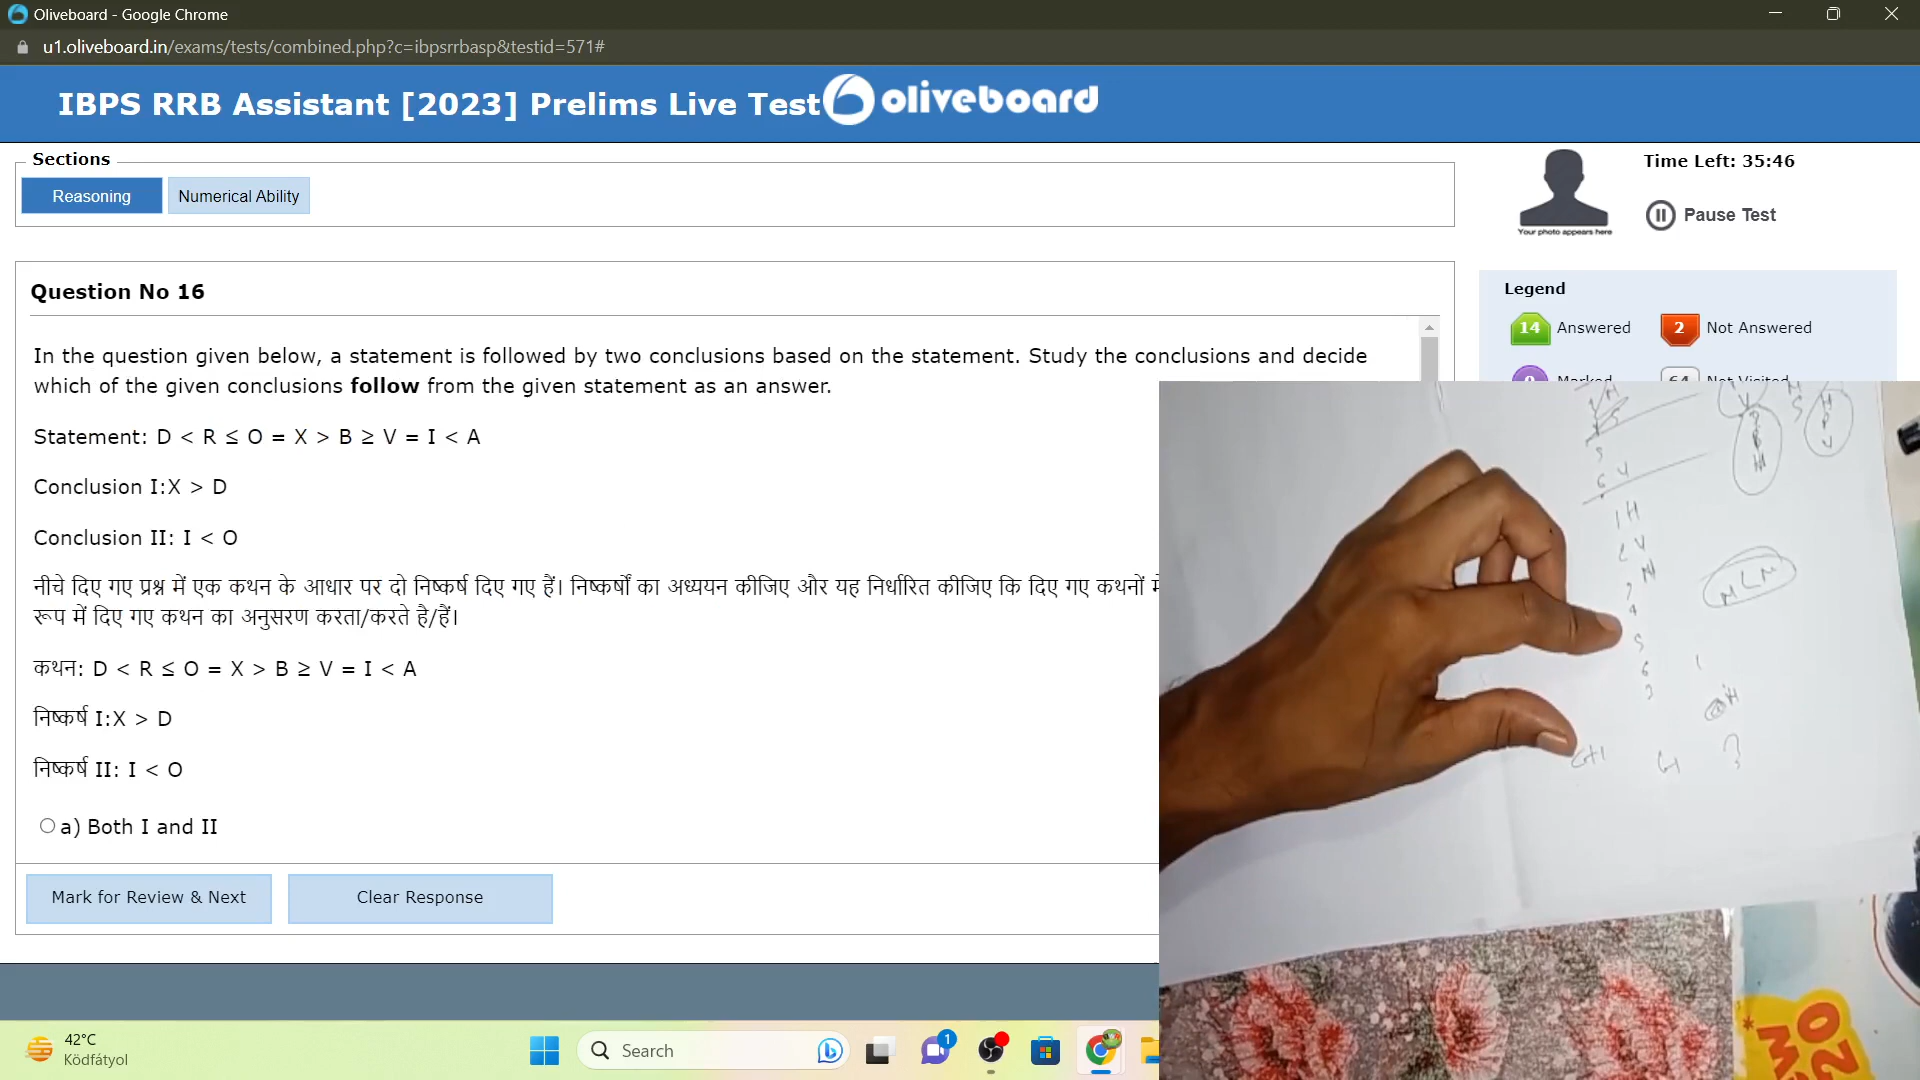 Oliveboard - Google Chrome
u1.oliveboard.in/exams/tests/combined.php?c=ibpsrrbasp&testid=571#
IBPS RRB Assistant [2023] Prelims Live Test oliveboard
Sections
Reasoning
Numerical Ability
Your photo appears here
Time Left: 35:46
Pause Test
Question No 16
In the question given below, a statement is followed by two conclusions based on the statement. Study the conclusions and decide
which of the given conclusions follow from the given statement as an answer.
Statement: D < R ≤ O = X > B ≥ V = I < A
Conclusion I:X > D
Conclusion II: I < O
नीचे दिए गए प्रश्न में एक कथन के आधार पर दो निष्कर्ष दिए गए हैं। निष्कर्षों का अध्ययन कीजिए और यह निर्धारित कीजिए कि दिए गए कथनों में
रूप में दिए गए कथन का अनुसरण करता/करते है/हैं।
कथन: D < R ≤ O = X > B ≥ V = I < A
निष्कर्ष I:X > D
निष्कर्ष II: I < O
a) Both I and II
Mark for Review & Next
Clear Response
Legend
14 Answered
2 Not Answered
Marked
64 Not Visited
42°C
Ködfátyol
Search
1